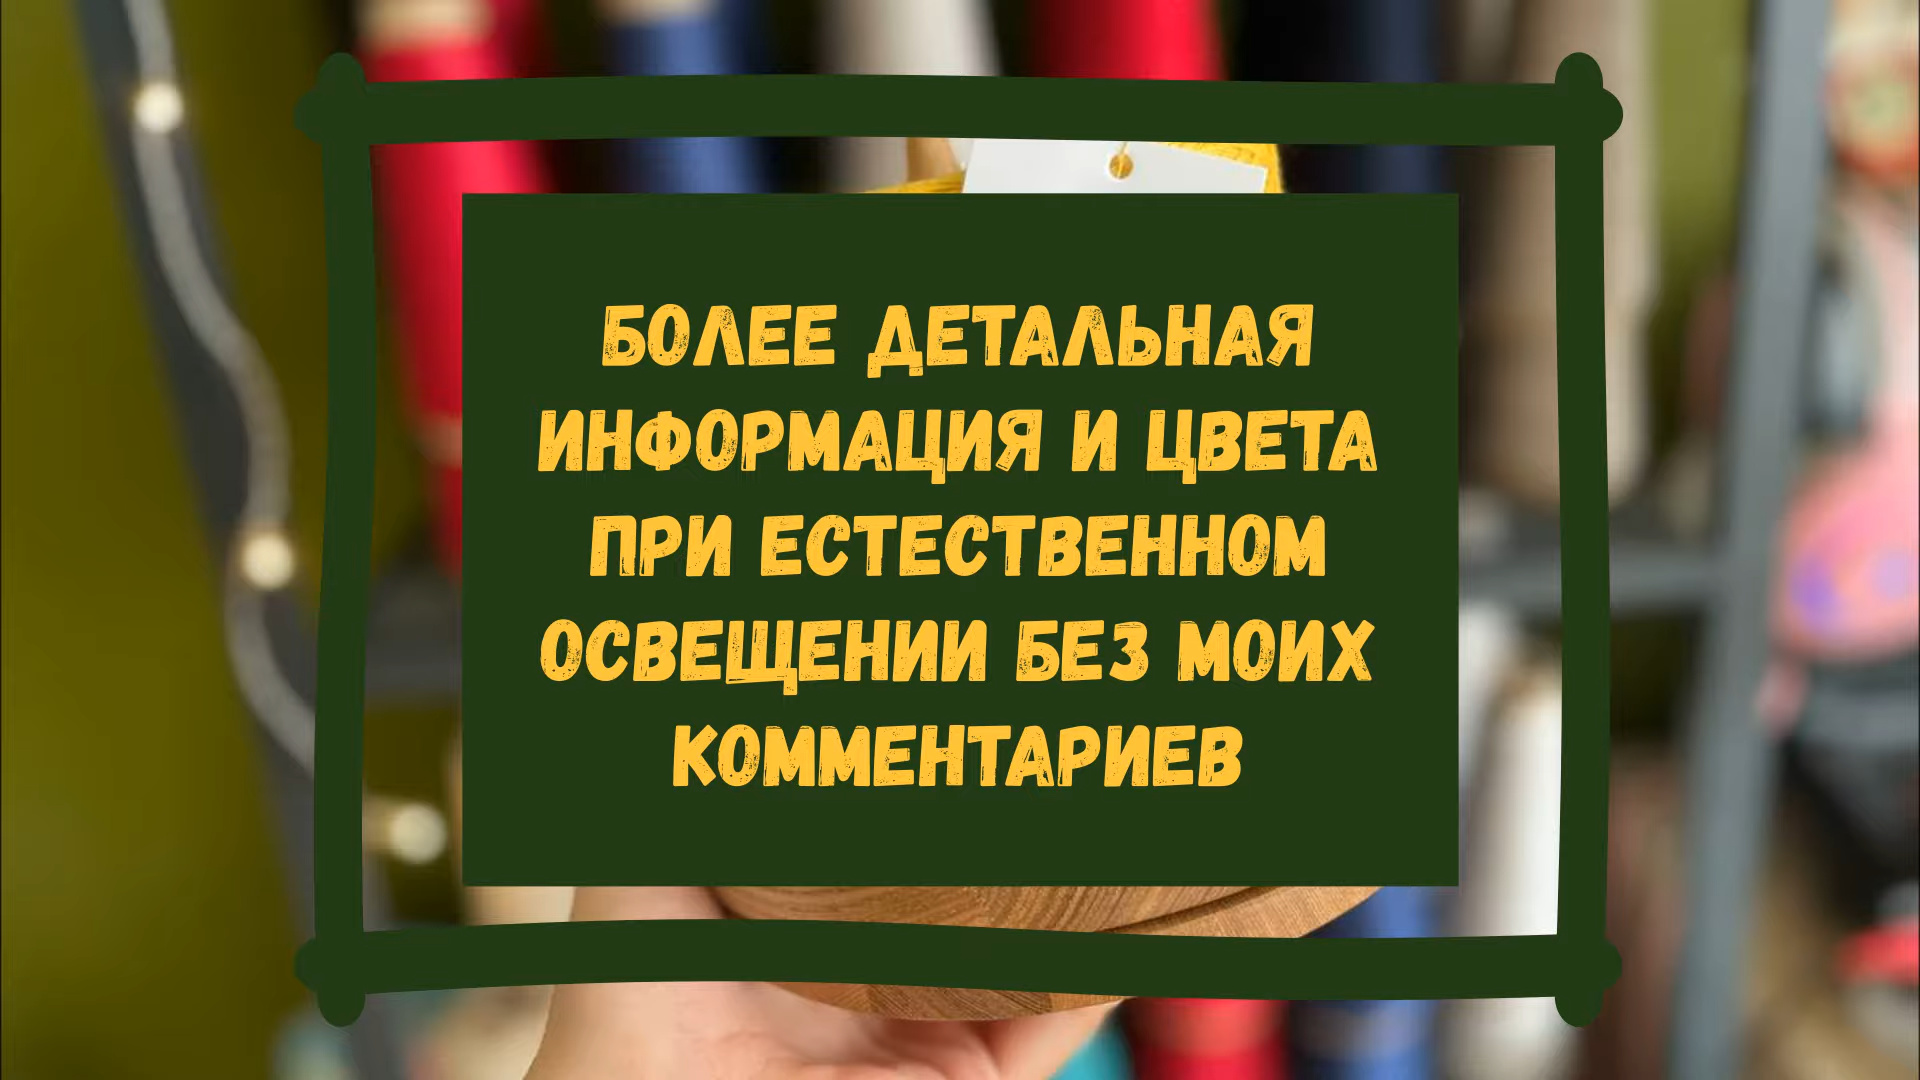 БОЛЕЕ ДЕТАЛЬНАЯ
ИНФОРМАЦИЯ И ЦВЕТА
ПРИ ЕСТЕСТВЕННОМ
ОСВЕЩЕНИИ БЕЗ МОИХ
КОММЕНТАРИЕВ